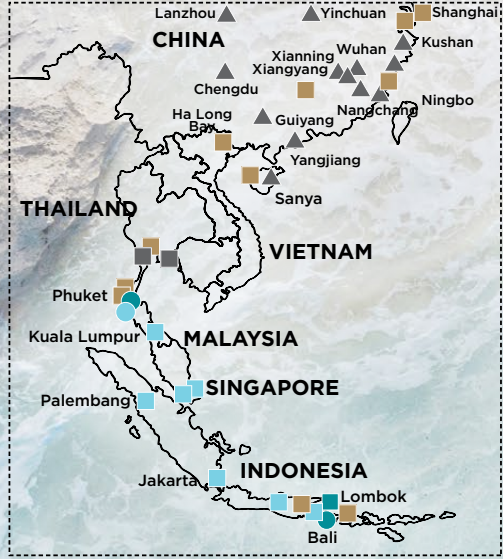 Lanzhou
Yinchuan
Shanghai
CHINA
Wuhan
Kushan
Xianning
Xiangyang
Chengdu
Nangchang
Ningbo
Ha Long
Bay
Guiyang
Yangjiang
Sanya
THAILAND
VIETNAM
Phuket
Kuala Lumpur
MALAYSIA
SINGAPORE
Palembang
INDONESIA
Jakarta
Lombok
Bali